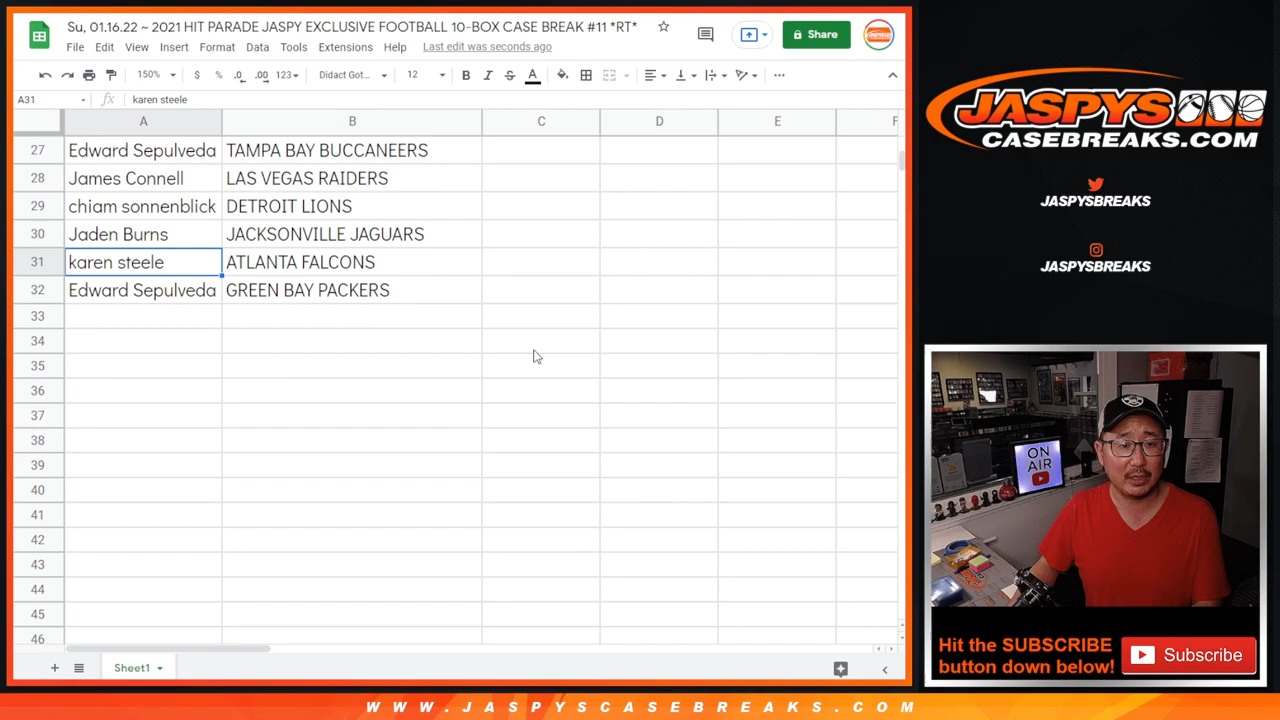 Su, 01.16.22 ~ 2021 HIT PARADE JASPY EXCLUSIVE FOOTBALL 10-BOX CASE BREAK #11 *RT*
File Edit View Insert Format Data Tools Extensions Help Last edit was seconds ago
Share
150% $ % .0 .00 123 Didact Got... 12 B I S A
A31 fx karen steele
A B C D E F
27 Edward Sepulveda TAMPA BAY BUCCANEERS
28 James Connell LAS VEGAS RAIDERS
29 chiam sonnenblick DETROIT LIONS
30 Jaden Burns JACKSONVILLE JAGUARS
31 karen steele ATLANTA FALCONS
32 Edward Sepulveda GREEN BAY PACKERS
33
34
35
36
37
38
39
40
41
42
43
44
45
46
Sheet1
JASPYS
CASEBREAKS.COM
JASPYSBREAKS
JASPYSBREAKS
ON
AIR
Hit the SUBSCRIBE
button down below!
Subscribe
WWW.JASPYSCASEBREAKS.COM